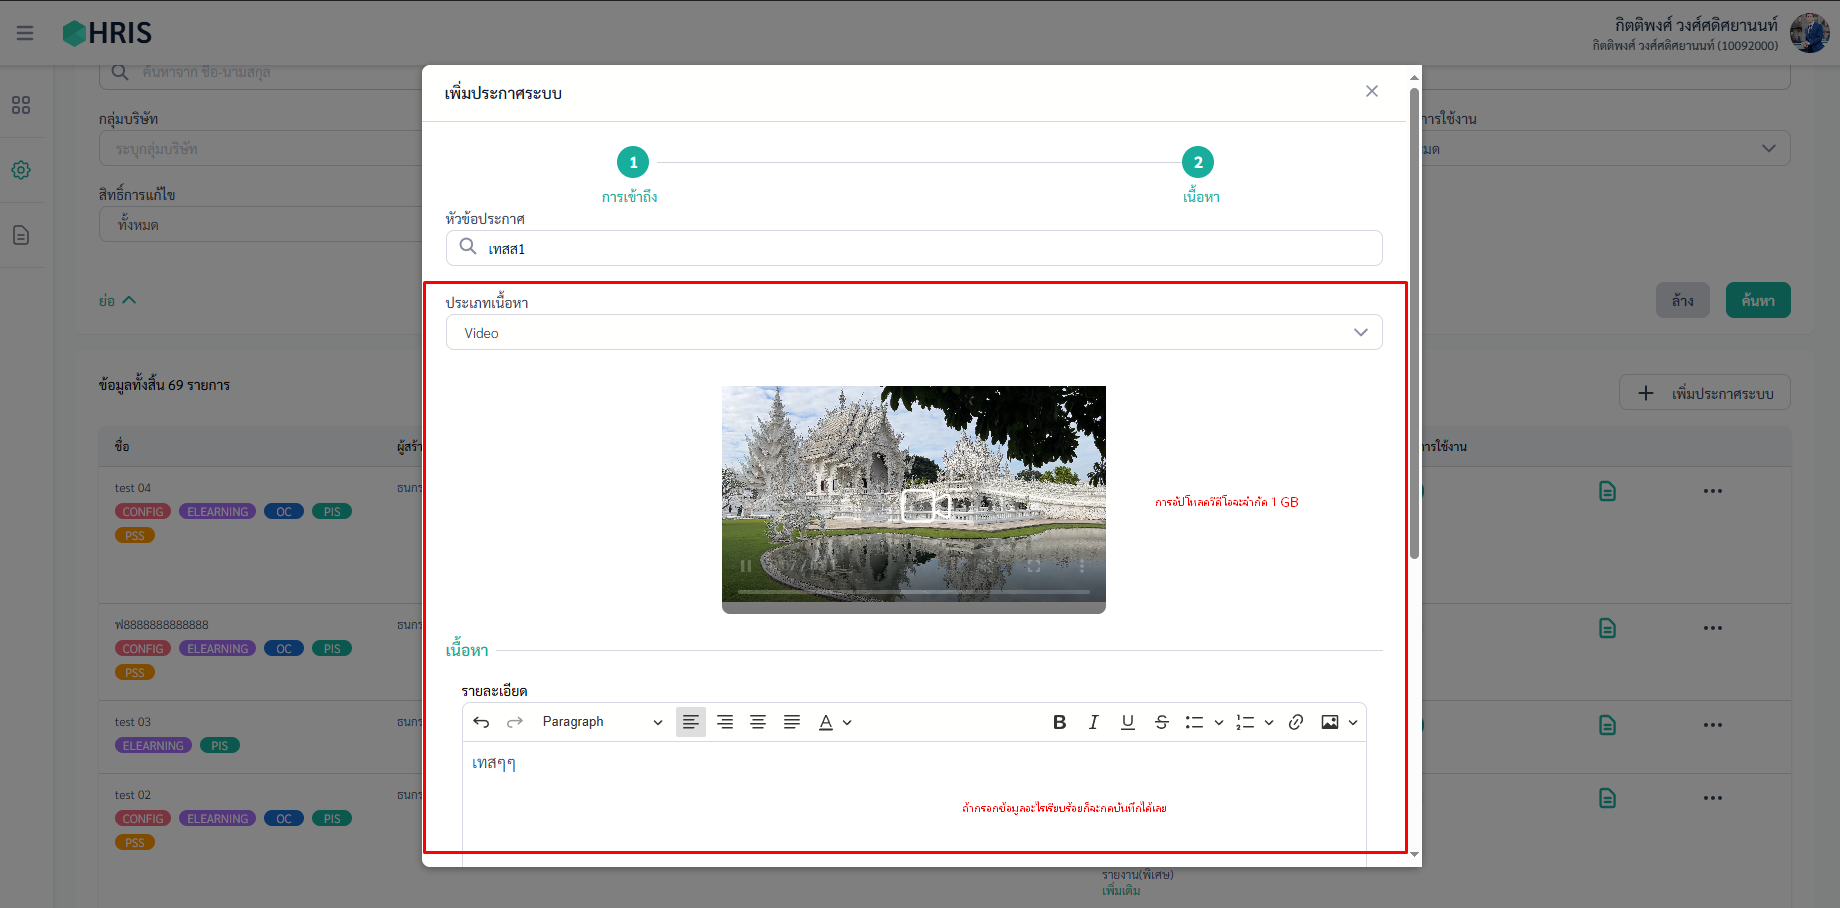 HRIS
กิตติพงศ์ วงศ์ศดิศยานนท์
กิตติพงศ์ วงศ์ศดิศยานนท์ (10092000)
ค้นหาจาก ชื่อ-นามสกุล
กลุ่มบริษัท
ระบุกลุ่มบริษัท
สิทธิ์การแก้ไข
ทั้งหมด
ย่อ
การใช้งาน
มด
ล้าง
ค้นหา
ข้อมูลทั้งสิ้น 69 รายการ
เพิ่มประกาศระบบ
ชื่อ
ผู้สร้า
การใช้งาน
test 04
ธนกร
CONFIG ELEARNING OC PIS
PSS
ฟ8888888888888
ธนกร
CONFIG ELEARNING OC PIS
PSS
test 03
ธนกร
ELEARNING PIS
test 02
ธนกร
CONFIG ELEARNING OC PIS
PSS
รายงาน(พิเศษ)
เพิ่มเติม
เพิ่มประกาศระบบ
1
2
การเข้าถึง
เนื้อหา
หัวข้อประกาศ
เทสส1
ประเภทเนื้อหา
Video
การอัปโหลดวีดีโอจะจำกัด 1 GB
เนื้อหา
รายละเอียด
Paragraph
เทสๆๆ
ถ้ากรอกข้อมูลอะไรเรียบร้อยก็จะกดบันทึกได้เลย